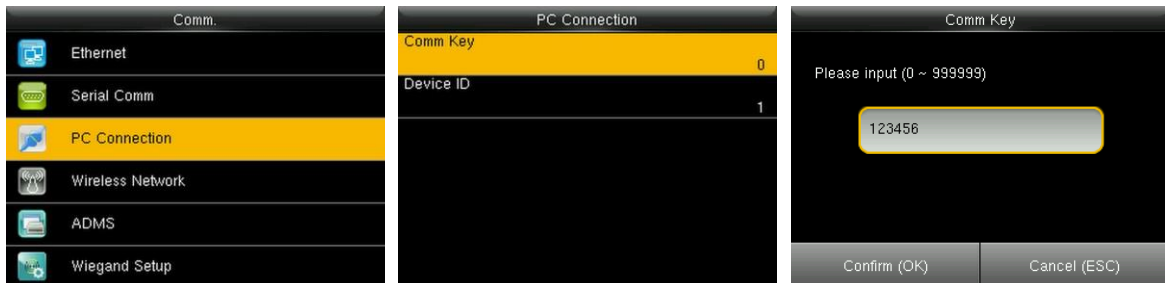 Comm.
Ethernet
Serial Comm
PC Connection
Wireless Network
ADMS
Wiegand Setup
PC Connection
Comm Key
0
Device ID
1
Comm Key
Please input (0 ~ 999999)
123456
Confirm (OK)
Cancel (ESC)